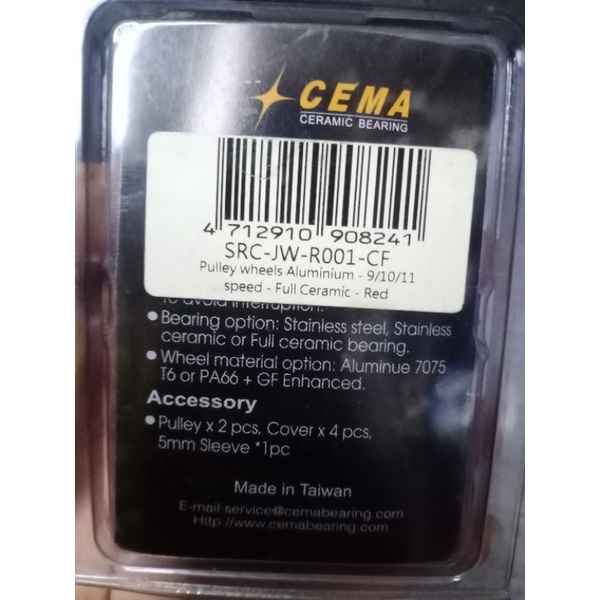 CEMA
CERAMIC BEARING
4 712910 908241
SRC-JW-R001-CF
Pulley wheels Aluminium - 9/10/11
speed - Full Ceramic - Red
to avoid interruption.
Bearing option: Stainless steel, Stainless
ceramic or Full ceramic bearing.
Wheel material option: Aluminue 7075
T6 or PA66 + GF Enhanced.
Accessory
Pulley x 2 pcs, Cover x 4 pcs,
5mm Sleeve *1pc
Made in Taiwan
E-mail:service@cemabearing.com
Http://www.cemabearing.com